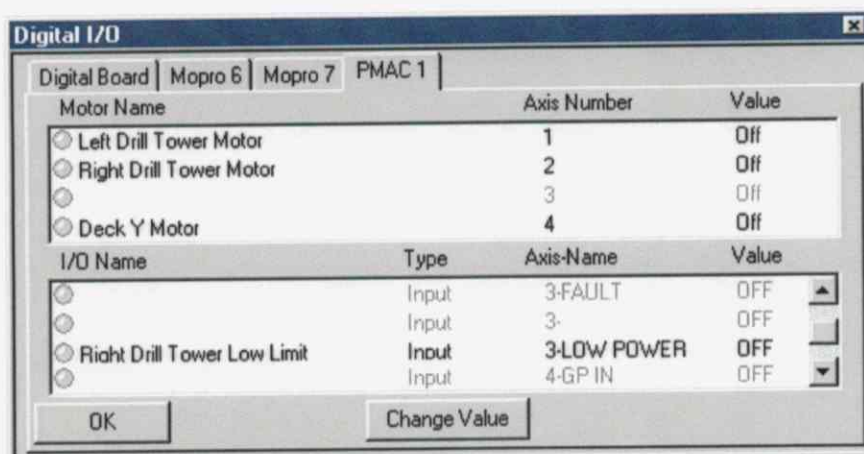 Digital I/O
Digital Board Mopro 6 Mopro 7 PMAC 1
Motor Name Axis Number Value
Left Drill Tower Motor 1 Off
Right Drill Tower Motor 2 Off
3 Off
Deck Y Motor 4 Off
I/O Name Type Axis-Name Value
Input 3-FAULT OFF
Input 3- OFF
Right Drill Tower Low Limit Input 3-LOW POWER OFF
Input 4-GP IN OFF
OK Change Value